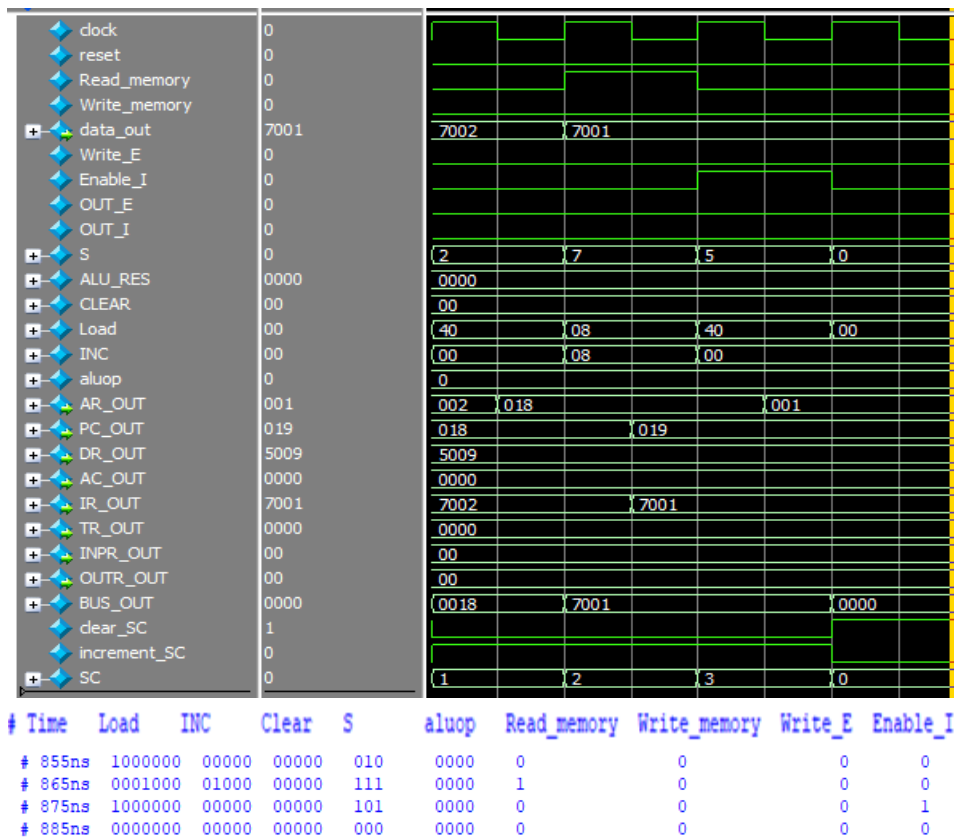 clock 0
reset 0
Read_memory 0
Write_memory 0
data_out 7001 7002 7001
Write_E 0
Enable_I 0
OUT_E 0
OUT_I 0
S 0 2 7 5 0
ALU_RES 0000 0000
CLEAR 00 00
Load 00 40 08 40 00
INC 00 00 08 00
aluop 0 0
AR_OUT 001 002 018 001
PC_OUT 019 018 019
DR_OUT 5009 5009
AC_OUT 0000 0000
IR_OUT 7001 7002 7001
TR_OUT 0000 0000
INPR_OUT 00 00
OUTR_OUT 00 00
BUS_OUT 0000 0018 7001 0000
clear_SC 1
increment_SC 0
SC 0 1 2 3 0
# Time Load INC Clear S aluop Read_memory Write_memory Write_E Enable_I
# 855ns 1000000 00000 00000 010 0000 0 0 0 0
# 865ns 0001000 01000 00000 111 0000 1 0 0 0
# 875ns 1000000 00000 00000 101 0000 0 0 0 1
# 885ns 0000000 00000 00000 000 0000 0 0 0 0